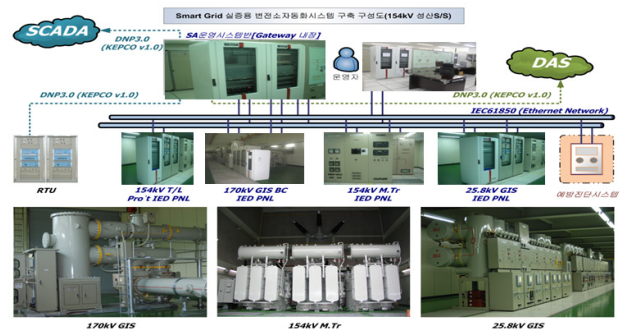 Smart Grid 실증용 변전소자동화시스템 구축 구성도(154kV 성산S/S)
SCADA
DNP3.0
(KEPCO v1.0)
SA운영시스템반[Gateway 내장]
운영자
DAS
DNP3.0 (KEPCO v1.0)
DNP3.0 (KEPCO v1.0)
IEC61850 (Ethernet Network)
RTU
154kV T/L
Pro't IED PNL
170kV GIS BC
IED PNL
154kV M.Tr
IED PNL
25.8kV GIS
IED PNL
예방진단시스템
170kV GIS
154kV M.Tr
25.8kV GIS